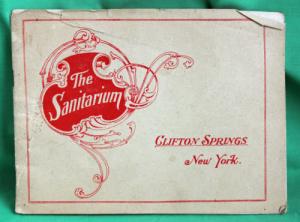 The
Sanitarium
CLIFTON SPRINGS
New York.